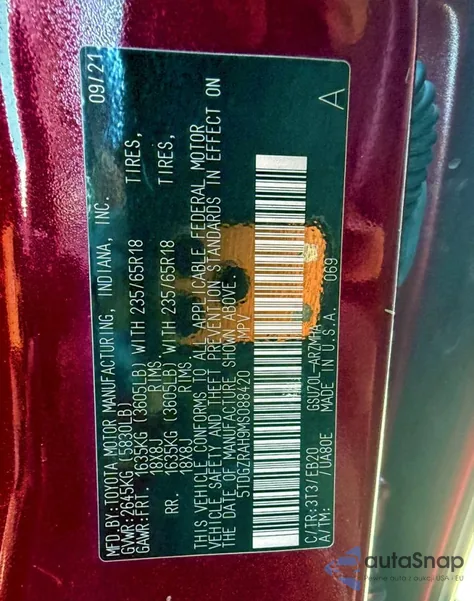 MFD.BY:TOYOTA MOTOR MANUFACTURING, INDIANA, INC. 09/21
GVWR:2645KG (5830LB)
GAWR:FRT. 1635KG (3605LB) WITH 235/65R18 TIRES,
18X8J RIMS
RR. 1635KG (3605LB) WITH 235/65R18 TIRES,
18X8J RIMS
THIS VEHICLE CONFORMS TO ALL APPLICABLE FEDERAL MOTOR
VEHICLE SAFETY AND THEFT PREVENTION STANDARDS IN EFFECT ON
THE DATE OF MANUFACTURE SHOWN ABOVE.
5TDGZRAH9MS088420 MPV
A
C/TR:3T3/FB20 GSU70L-ARZMHA 069
A/TM: /UA80E MADE IN U.S.A.
autoSnap